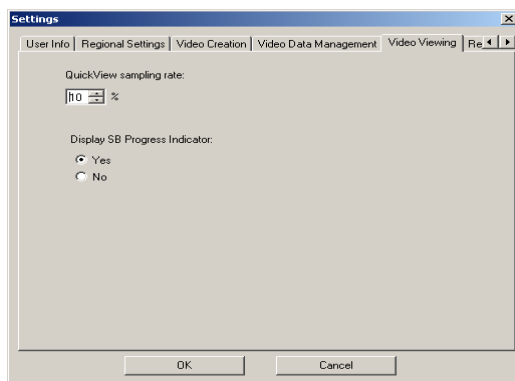 Settings
User Info Regional Settings Video Creation Video Data Management Video Viewing Re
QuickView sampling rate:
10 %
Display SB Progress Indicator:
Yes
No
OK Cancel